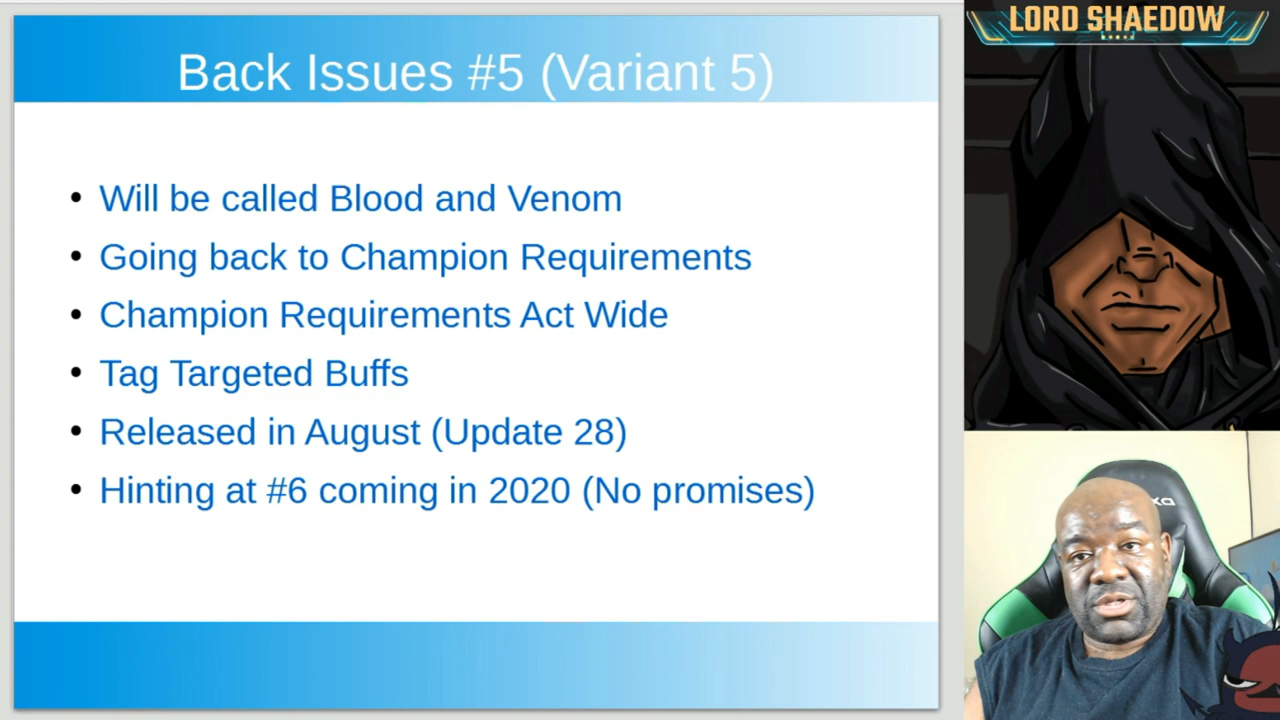 Back Issues #5 (Variant 5)
Will be called Blood and Venom
Going back to Champion Requirements
Champion Requirements Act Wide
Tag Targeted Buffs
Released in August (Update 28)
Hinting at #6 coming in 2020 (No promises)
LORD SHAEDOW